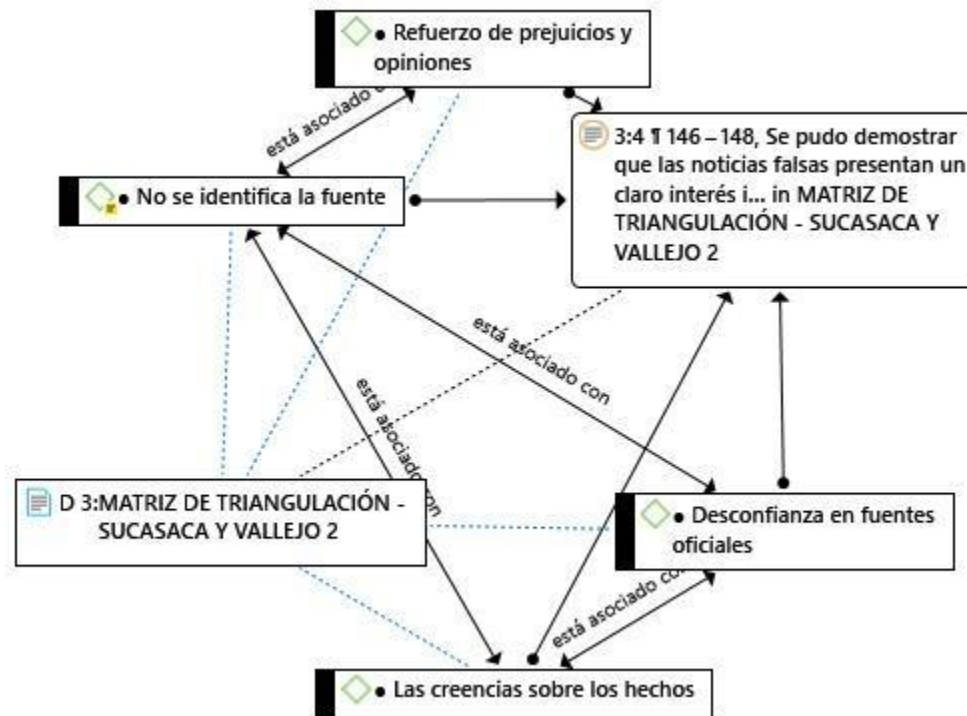 • Refuerzo de prejuicios y
opiniones
está asociado
3:4 ¶ 146 – 148, Se pudo demostrar
que las noticias falsas presentan un
claro interés i... in MATRIZ DE
TRIANGULACIÓN - SUCASACA Y
VALLEJO 2
• No se identifica la fuente
está asociado con
está asociado con
D 3:MATRIZ DE TRIANGULACIÓN -
SUCASACA Y VALLEJO 2
• Desconfianza en fuentes
oficiales
está asociado con
• Las creencias sobre los hechos